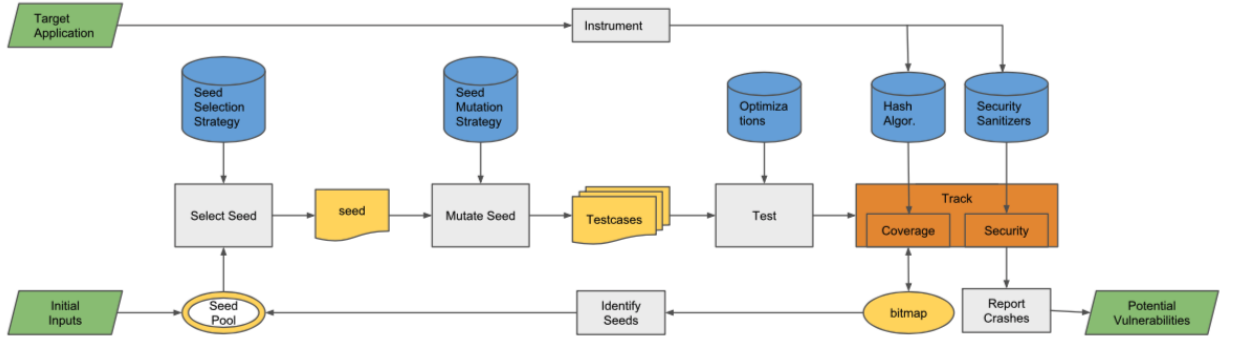 Target
Application
Instrument
Seed
Selection
Strategy
Seed
Mutation
Strategy
Optimiza
tions
Hash
Algor.
Security
Sanitizers
Select Seed
seed
Mutate Seed
Testcases
Test
Track
Coverage
Security
Initial
Inputs
Seed
Pool
Identify
Seeds
bitmap
Report
Crashes
Potential
Vulnerabilities